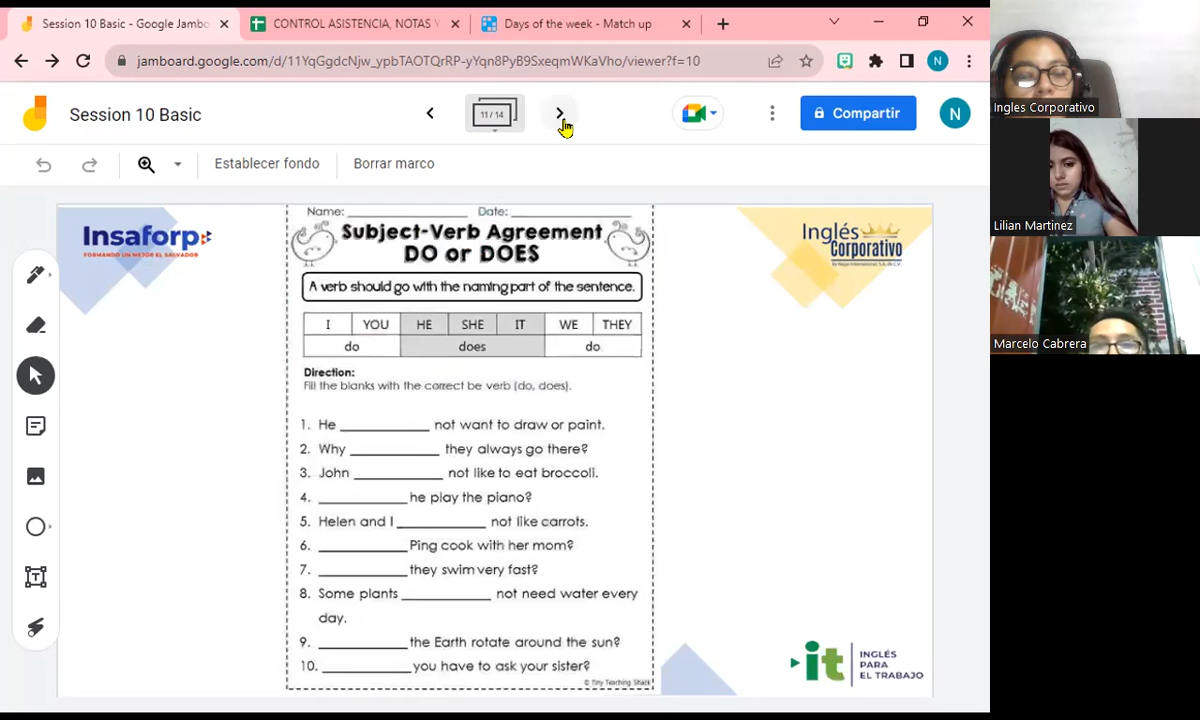 Session 10 Basic - Google Jambo
CONTROL ASISTENCIA, NOTAS Y
Days of the week - Match up
jamboard.google.com/d/11YqGgdcNjw_ypbTAOTQrRP-yYqn8PyB9SxeqmWKaVho/viewer?f=10
N
Session 10 Basic
11 / 14
Compartir
N
Establecer fondo
Borrar marco
Insaforp
FORMANDO UN MEJOR EL SALVADOR
Inglés
Corporativo
Name: Date:
Subject-Verb Agreement
DO or DOES
A verb should go with the naming part of the sentence.
I YOU HE SHE IT WE THEY
do does do
Direction:
Fill the blanks with the correct be verb (do, does).
1. He ____________ not want to draw or paint.
2. Why ____________ they always go there?
3. John ____________ not like to eat broccoli.
4. ____________ he play the piano?
5. Helen and I ____________ not like carrots.
6. ____________ Ping cook with her mom?
7. ____________ they swim very fast?
8. Some plants ____________ not need water every
day.
9. ____________ the Earth rotate around the sun?
10. ____________ you have to ask your sister?
© Tiny Teaching Shack
it
INGLÉS
PARA
EL TRABAJO
Ingles Corporativo
Lilian Martinez
Marcelo Cabrera